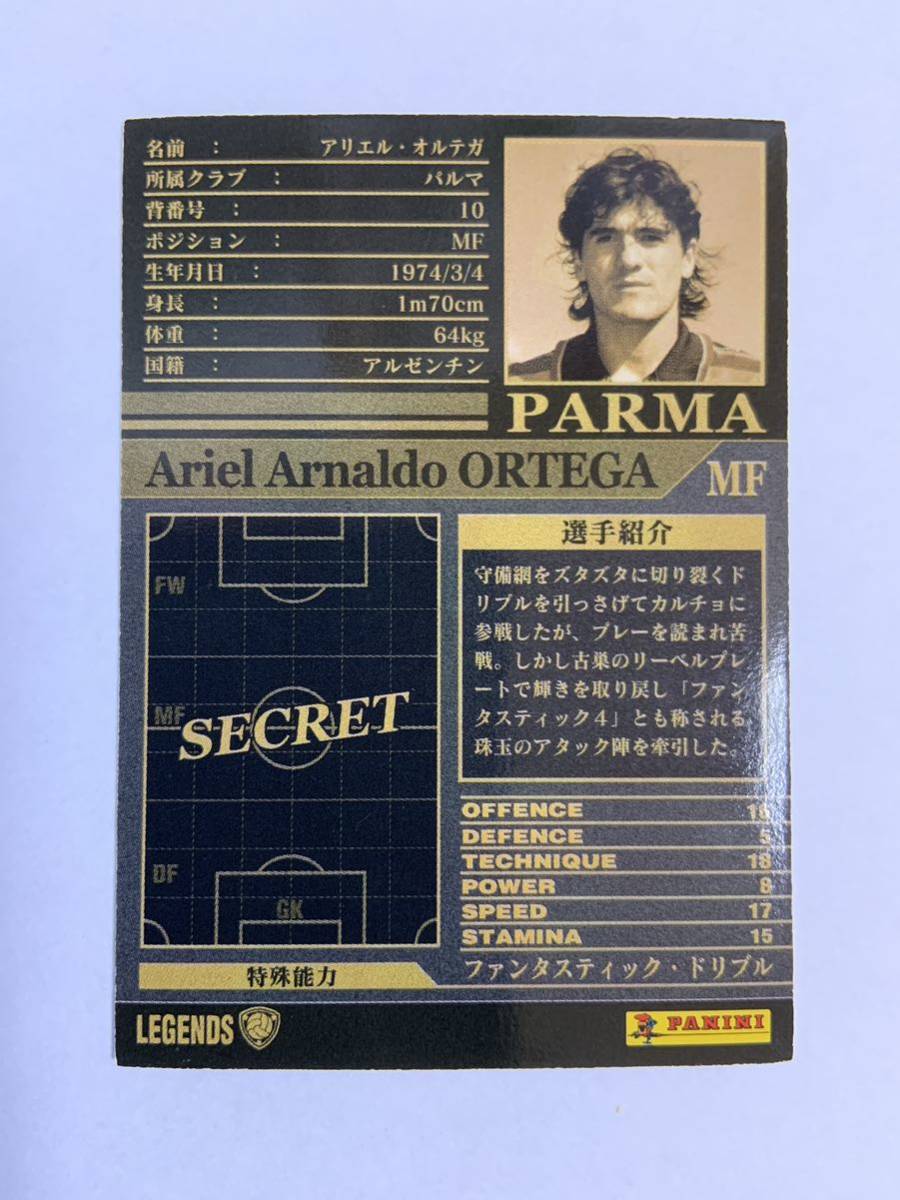 名前 : アリエル・オルテガ
所属クラブ : パルマ
背番号 : 10
ポジション : MF
生年月日 : 1974/3/4
身長 : 1m70cm
体重 : 64kg
国籍 : アルゼンチン
PARMA
Ariel Arnaldo ORTEGA MF
FW
MF
SECRET
DF
GK
特殊能力
選手紹介
守備網をズタズタに切り裂くド
リブルを引っさげてカルチョに
参戦したが、プレーを読まれ苦
戦。しかし古巣のリーベルプレ
ートで輝きを取り戻し「ファン
タスティック4」とも称される
珠玉のアタック陣を牽引した。
OFFENCE 16
DEFENCE 5
TECHNIQUE 18
POWER 8
SPEED 17
STAMINA 15
ファンタスティック・ドリブル
LEGENDS
PANINI